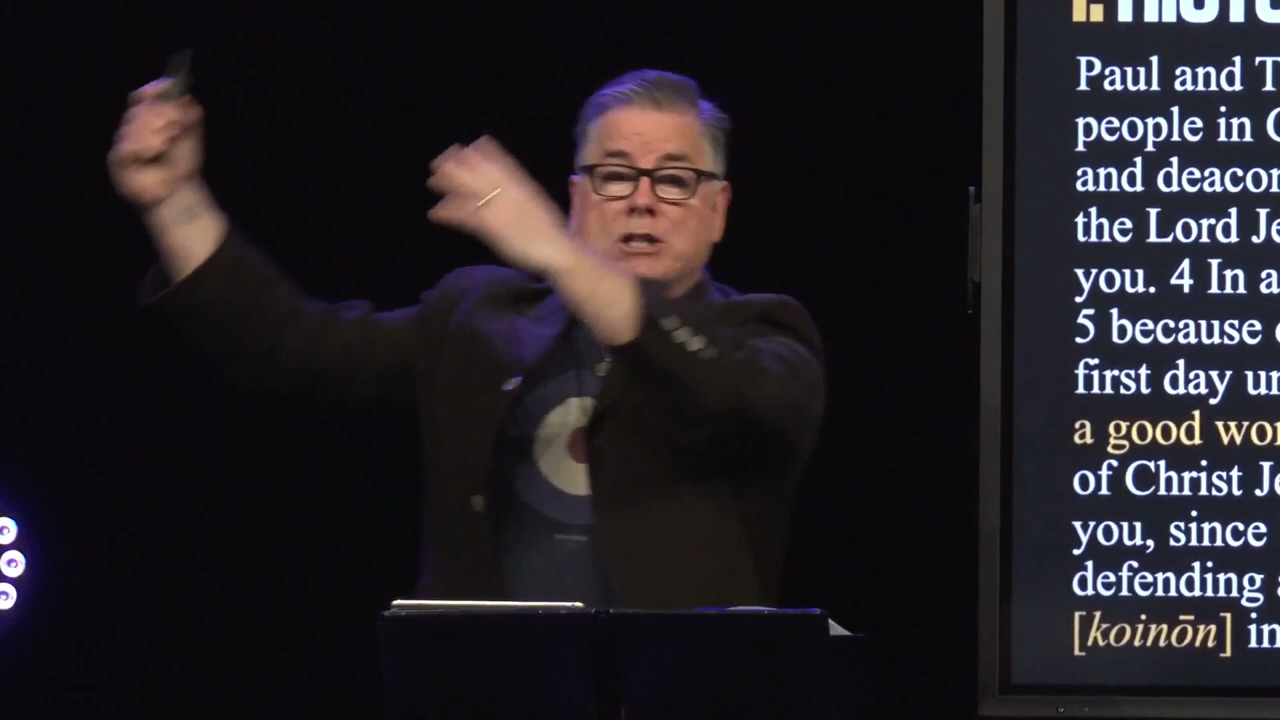 Paul and T
people in
and deacon
the Lord Je
you. 4 In a
5 because
first day un
a good wor
of Christ Je
you, since
defending
[koinōn] in